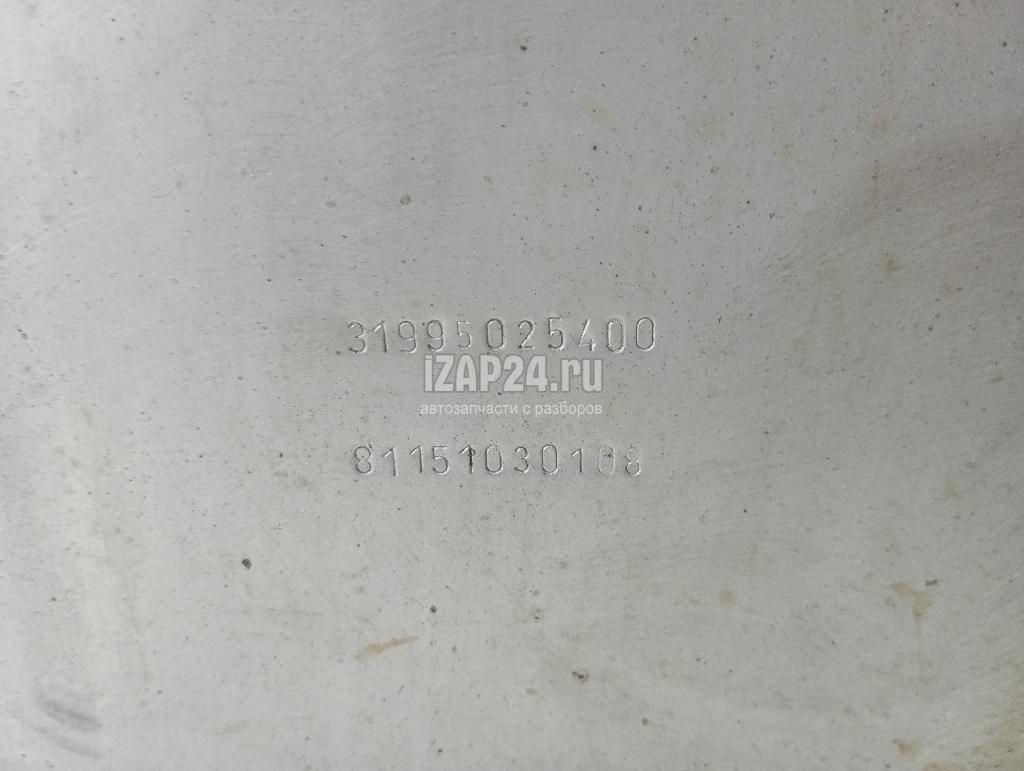 31995025400
iZAP24.ru
автозапчасти с разборов
81151030108